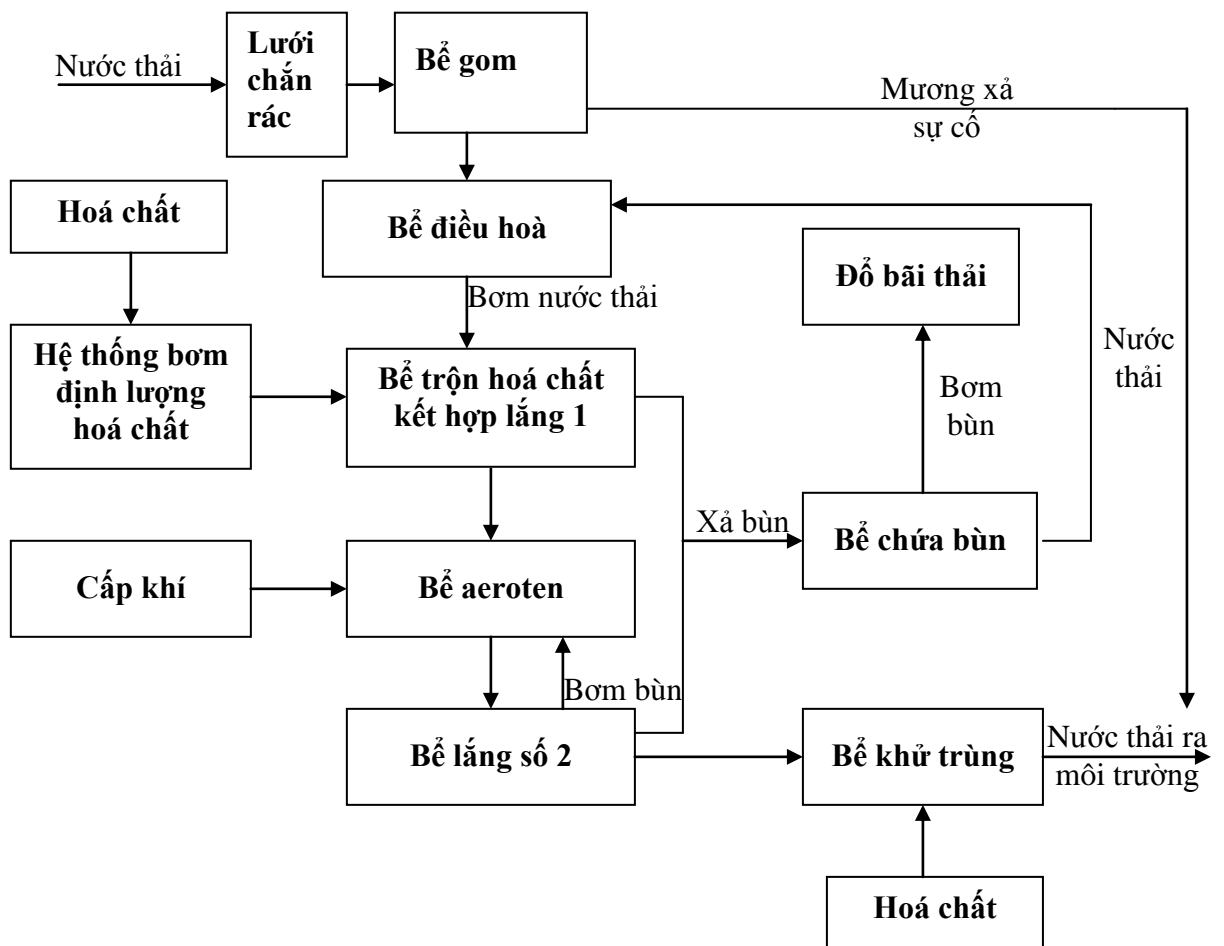 Nước thải
Lưới
chắn
rác
Bể gom
Mương xả
sự cố
Hoá chất
Bể điều hoà
Đổ bãi thải
Bơm nước thải
Hệ thống bơm
định lượng
hoá chất
Bể trộn hoá chất
kết hợp lắng 1
Nước
thải
Bơm
bùn
Xả bùn
Bể chứa bùn
Cấp khí
Bể aeroten
Bơm bùn
Bể lắng số 2
Bể khử trùng
Nước thải ra
môi trường
Hoá chất